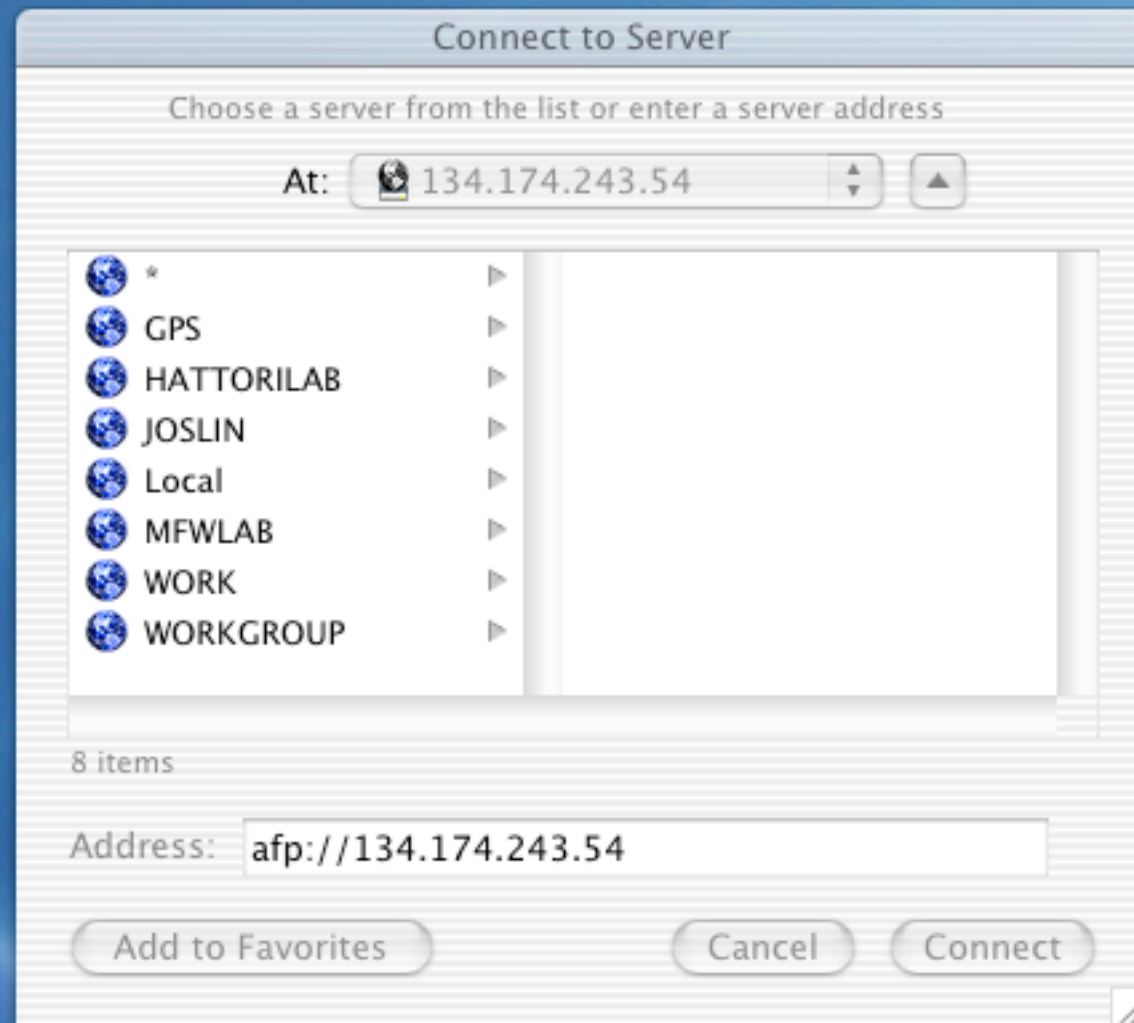 Connect to Server
Choose a server from the list or enter a server address
At: 134.174.243.54
*
GPS
HATTORILAB
JOSLIN
Local
MFWLAB
WORK
WORKGROUP
8 items
Address: afp://134.174.243.54
Add to Favorites Cancel Connect